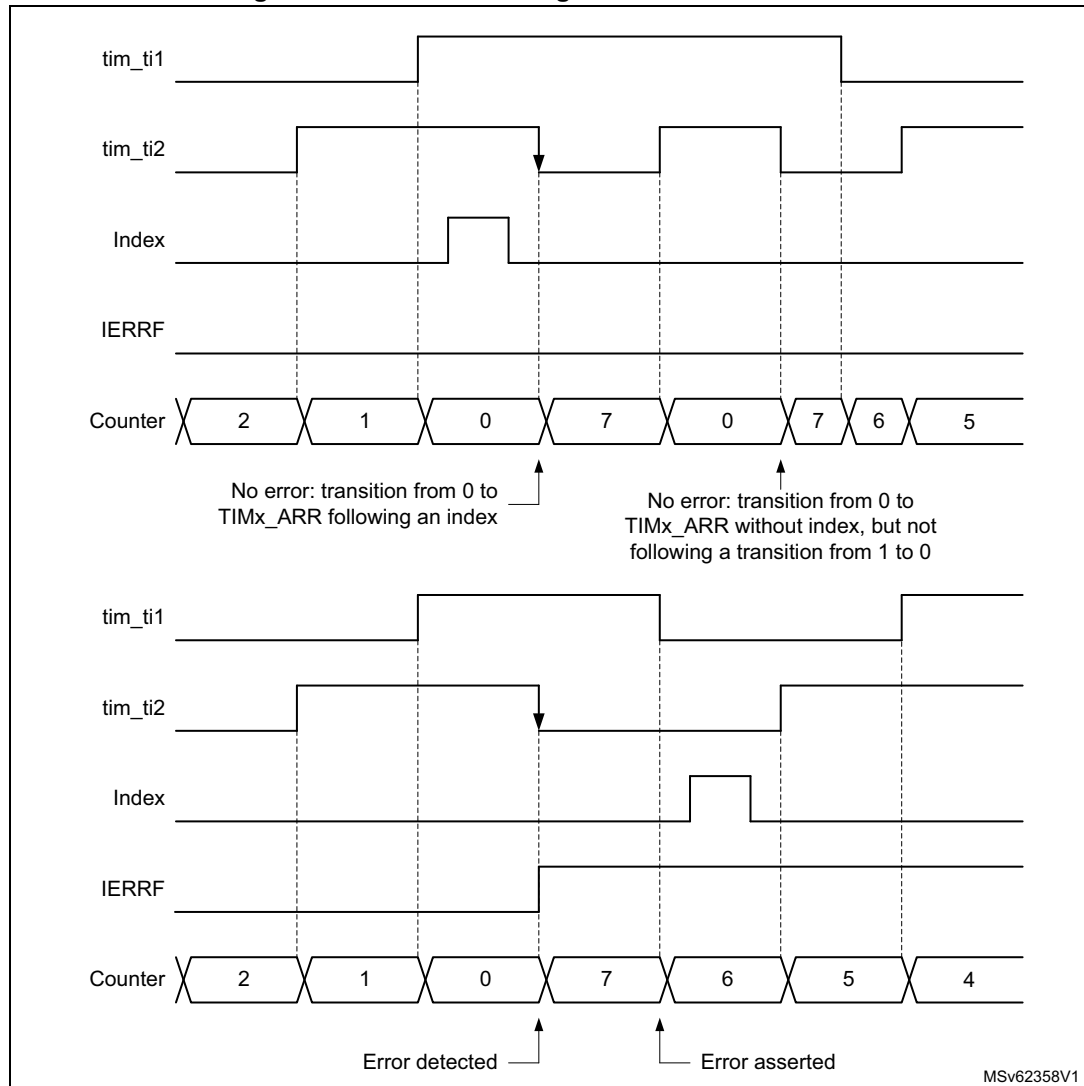 tim_ti1
tim_ti2
Index
IERRF
Counter 2 1 0 7 0 7 6 5
No error: transition from 0 to
TIMx_ARR following an index
No error: transition from 0 to
TIMx_ARR without index, but not
following a transition from 1 to 0
tim_ti1
tim_ti2
Index
IERRF
Counter 2 1 0 7 6 5 4
Error detected Error asserted
MSv62358V1